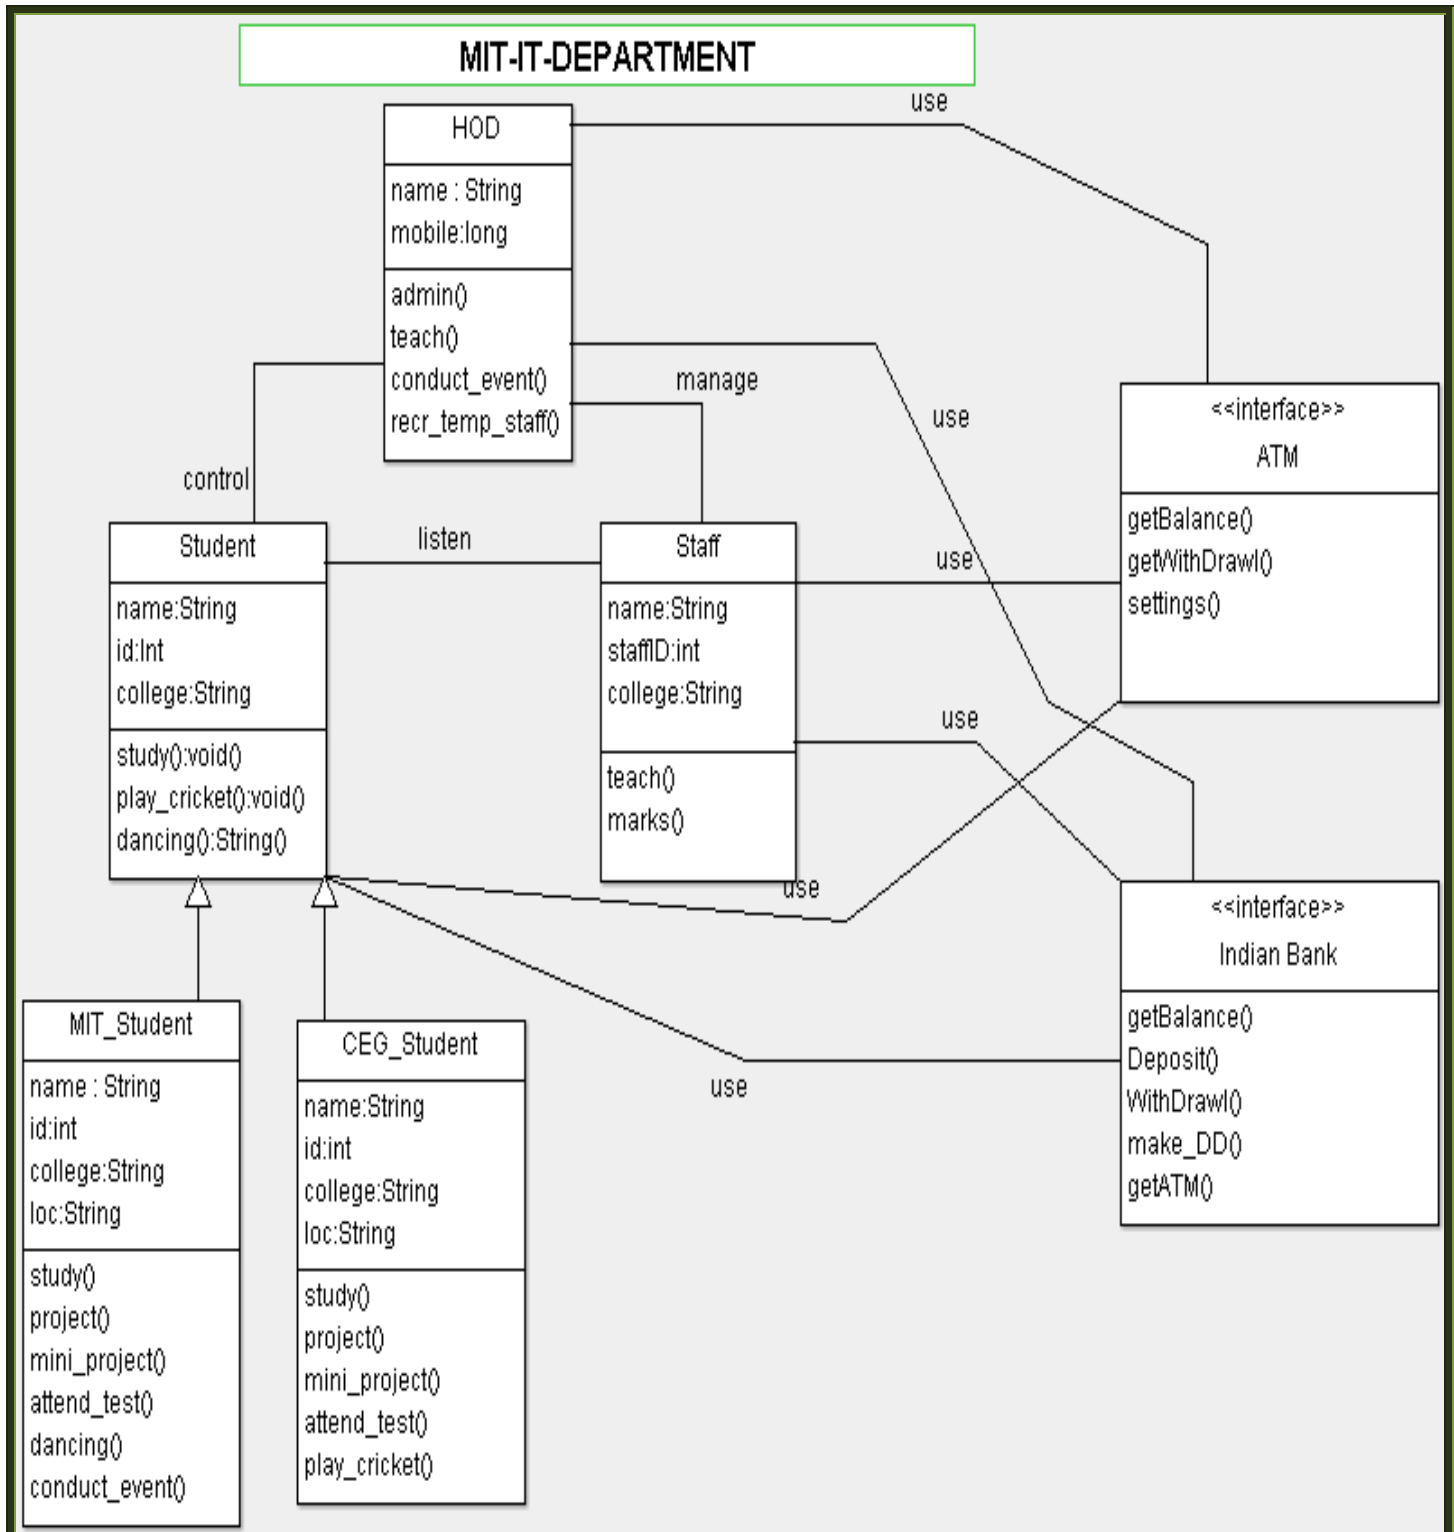 MIT-IT-DEPARTMENT
use
HOD
name : String
mobile:long
admin()
teach()
conduct_event()
recr_temp_staff()
manage
use
control
<<interface>>
ATM
getBalance()
getWithDrawl()
settings()
Student
name:String
id:Int
college:String
study():void()
play_cricket():void()
dancing():String()
listen
Staff
name:String
staffID:int
college:String
teach()
marks()
use
use
use
<<interface>>
Indian Bank
getBalance()
Deposit()
WithDrawl()
make_DD()
getATM()
use
MIT_Student
name : String
id:int
college:String
loc:String
study()
project()
mini_project()
attend_test()
dancing()
conduct_event()
CEG_Student
name:String
id:int
college:String
loc:String
study()
project()
mini_project()
attend_test()
play_cricket()